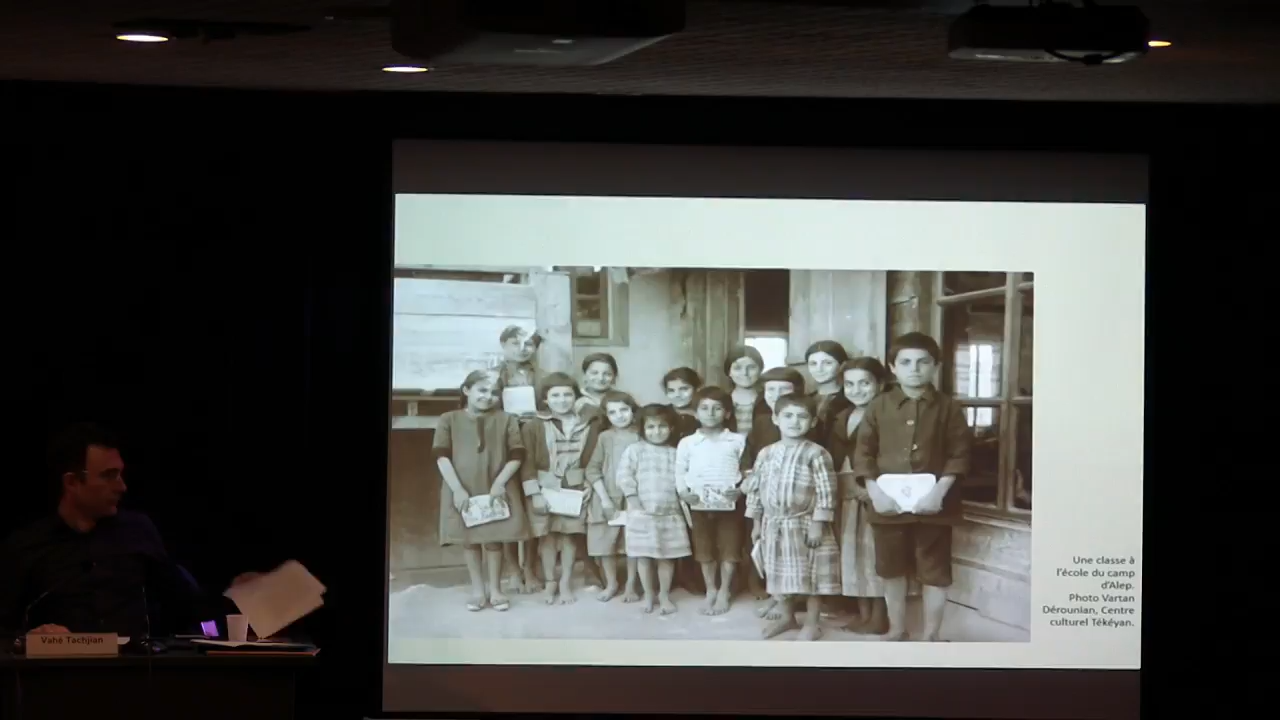 Une classe à
l'école du camp
d'Alep.
Photo Vartan
Dérounian, Centre
culturel Tékéyan.
Vahé Tachjian